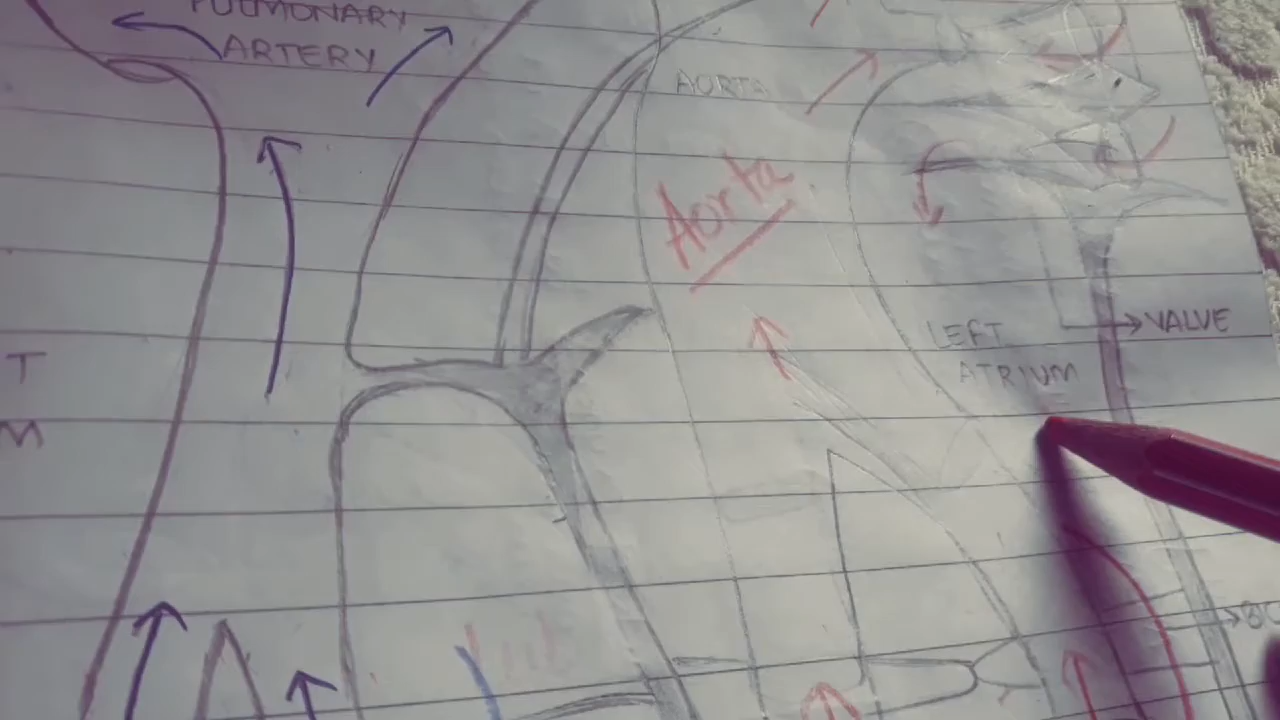 PULMONARY
ARTERY
AORTA
Aorta
LEFT
ATRIUM
VALVE
T
M